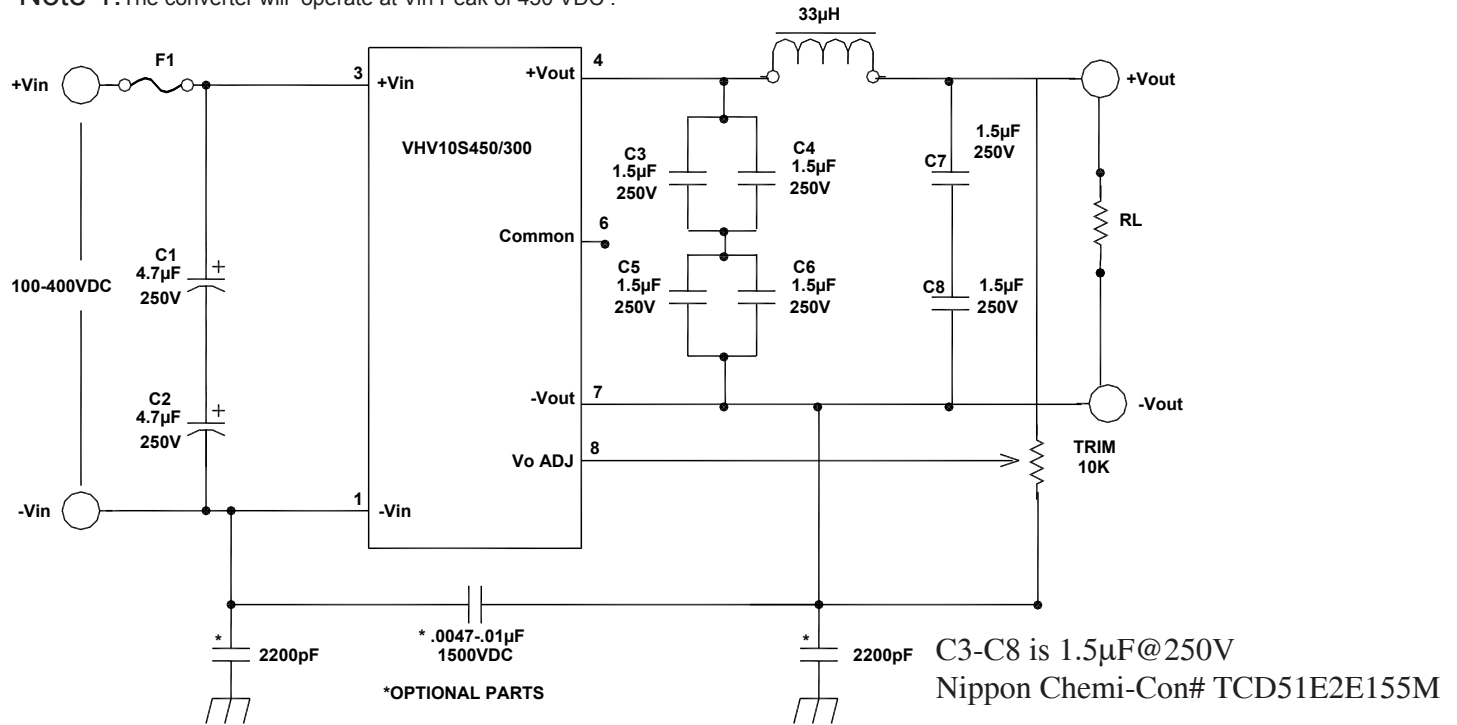 Note 1.The converter will operate at Vin Peak of 450 VDC .
33µH
F1
+Vin
3
+Vin
+Vout
4
+Vout
VHV10S450/300
C3
1.5µF
250V
C4
1.5µF
250V
1.5µF
250V
C7
Common
6
RL
C1
4.7µF
250V
+
100-400VDC
C5
1.5µF
250V
C6
1.5µF
250V
C8
1.5µF
250V
C2
4.7µF
250V
+
-Vout
7
-Vout
Vo ADJ
8
TRIM
10K
-Vin
1
-Vin
*
2200pF
* .0047-.01µF
1500VDC
*OPTIONAL PARTS
*
2200pF
C3-C8 is 1.5µF@250V
Nippon Chemi-Con# TCD51E2E155M